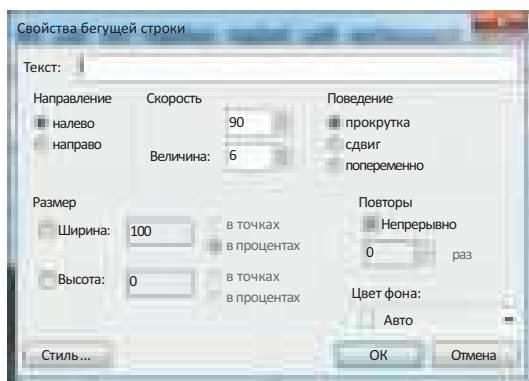 Свойства бегущей строки
Текст:
Направление Скорость Поведение
налево 90 прокрутка
направо сдвиг
Величина: 6 попеременно
Размер Повторы
Ширина: 100 в точках Непрерывно
в процентах 0 раз
Высота: 0 в точках
в процентах Цвет фона:
Авто
Стиль... ОК Отмена